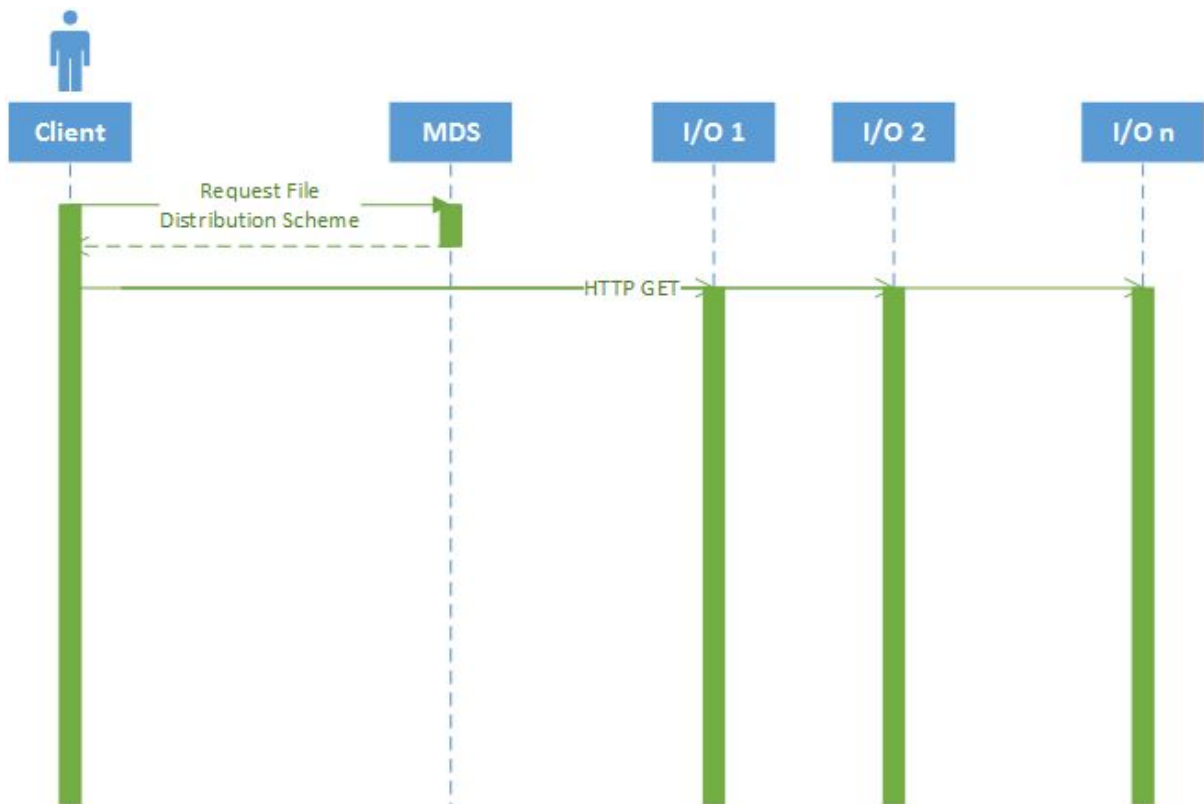 Client
MDS
I/O 1
I/O 2
I/O n
Request File
Distribution Scheme
HTTP GET